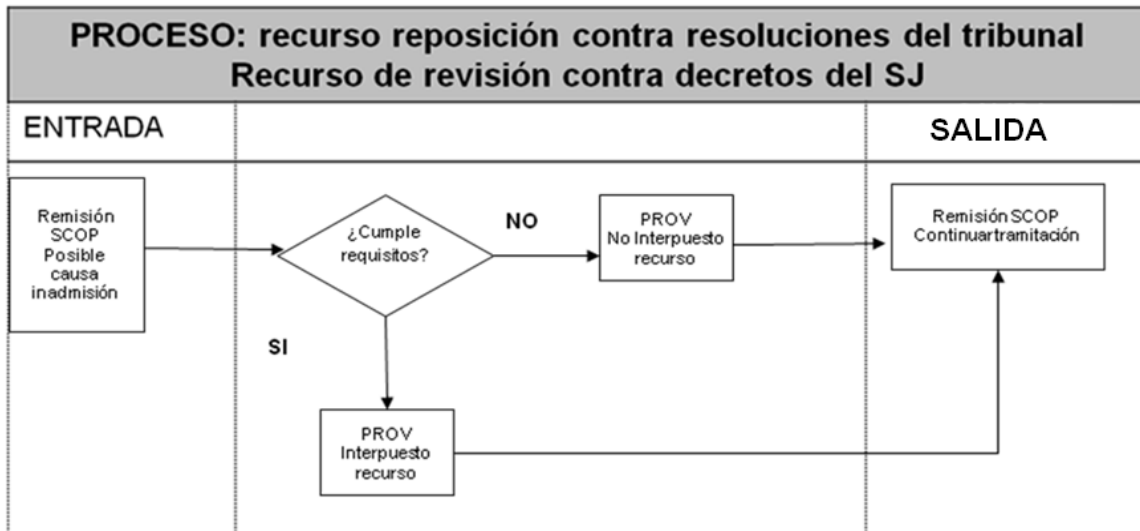 PROCESO: recurso reposición contra resoluciones del tribunal
Recurso de revisión contra decretos del SJ
ENTRADA
SALIDA
Remisión
SCOP
Posible
causa
inadmisión
¿Cumple
requisitos?
NO
PROV
No Interpuesto
recurso
Remisión SCOP
Continuartramitación
SI
PROV
Interpuesto
recurso